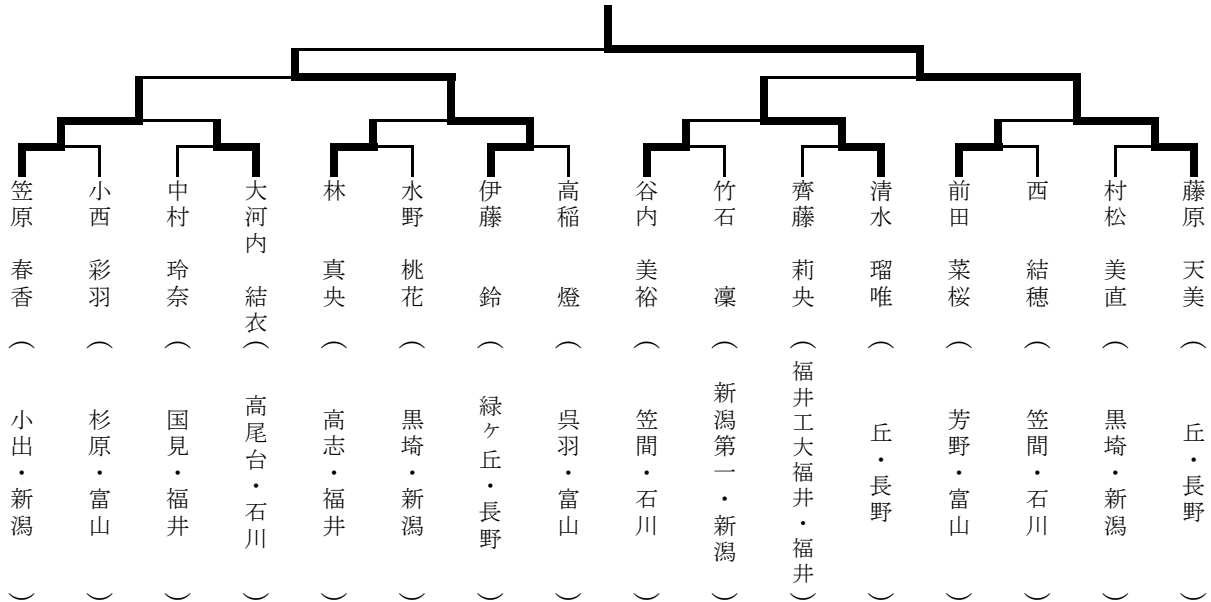 笠原 春香(小出・新潟)
小西 彩羽(杉原・富山)
中村 玲奈(国見・福井)
大河内 結衣(高尾台・石川)
林 真央(高志・福井)
水野 桃花(黒埼・新潟)
伊藤 鈴(緑ヶ丘・長野)
高稲 燈(呉羽・富山)
谷内 美裕(笠間・石川)
竹石 凜(新潟第一・新潟)
齊藤 莉央(福井工大福井・福井)
清水 瑠唯(丘・長野)
前田 菜桜(芳野・富山)
西 結穂(笠間・石川)
村松 美直(黒埼・新潟)
藤原 天美(丘・長野)